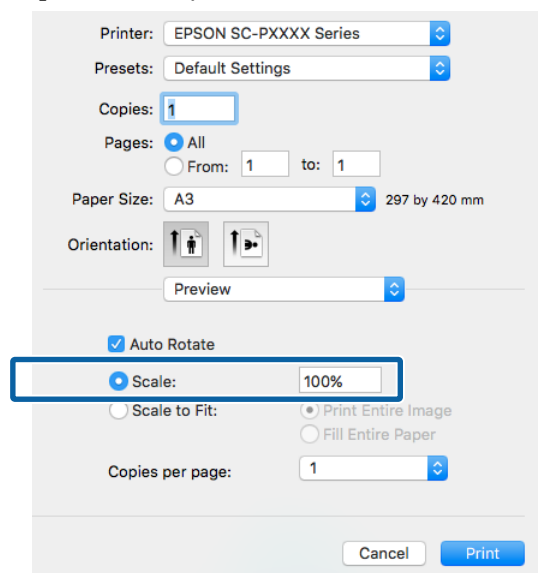 Printer: EPSON SC-PXXXX Series
Presets: Default Settings
Copies: 1
Pages: All
From: 1 to: 1
Paper Size: A3 297 by 420 mm
Orientation:
Preview
Auto Rotate
Scale: 100%
Scale to Fit: Print Entire Image
Fill Entire Paper
Copies per page: 1
Cancel Print